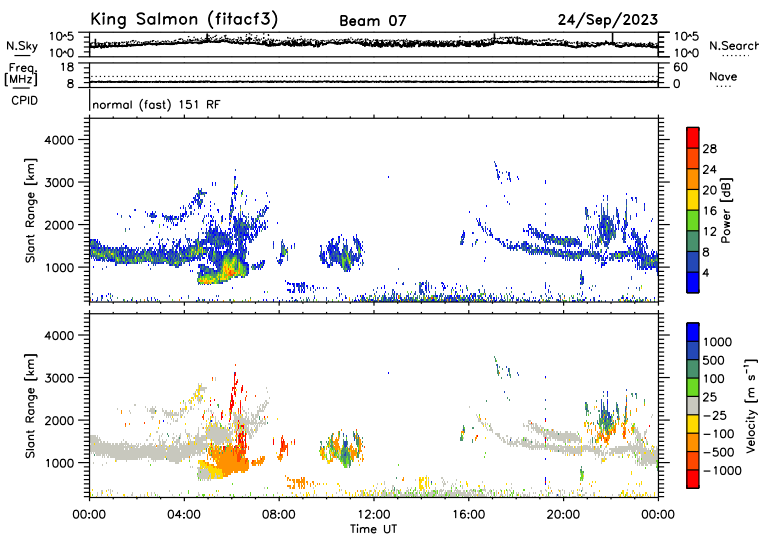 King Salmon (fitacf3) Beam 07 24/Sep/2023
N.Sky 10^5 10^0 10^5 10^0 N.Search
Freq. [MHz] 18 8 60 0 Nave
CPID normal (fast) 151 RF
Slant Range [km] 4000 3000 2000 1000
28 24 20 16 12 8 4 Power [dB]
Slant Range [km] 4000 3000 2000 1000
1000 500 100 25 -25 -100 -500 -1000 Velocity [m s⁻¹]
00:00 04:00 08:00 12:00 16:00 20:00 00:00
Time UT